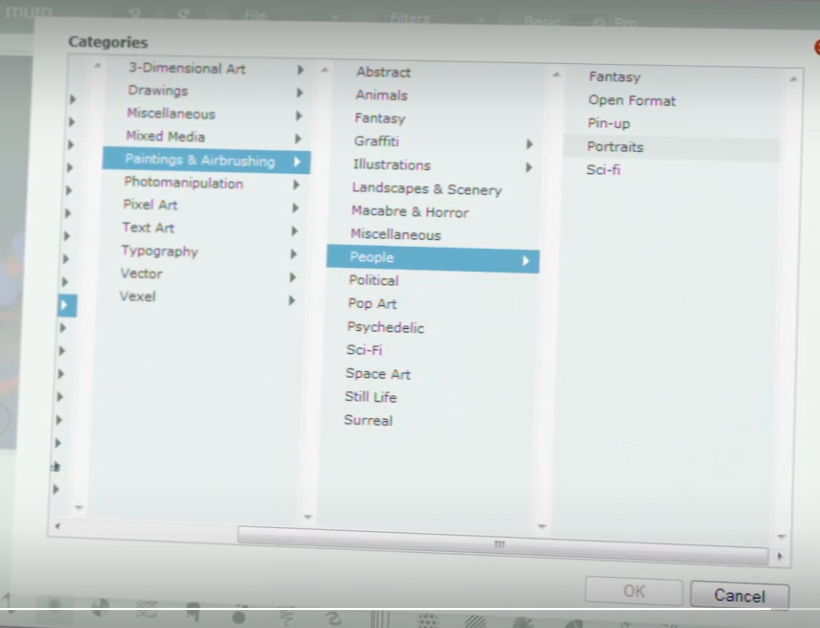 mum
File
Filters
Basic
Pro
Categories
3-Dimensional Art
Drawings
Miscellaneous
Mixed Media
Paintings & Airbrushing
Photomanipulation
Pixel Art
Text Art
Typography
Vector
Vexel
Abstract
Animals
Fantasy
Graffiti
Illustrations
Landscapes & Scenery
Macabre & Horror
Miscellaneous
People
Political
Pop Art
Psychedelic
Sci-Fi
Space Art
Still Life
Surreal
Fantasy
Open Format
Pin-up
Portraits
Sci-fi
OK
Cancel